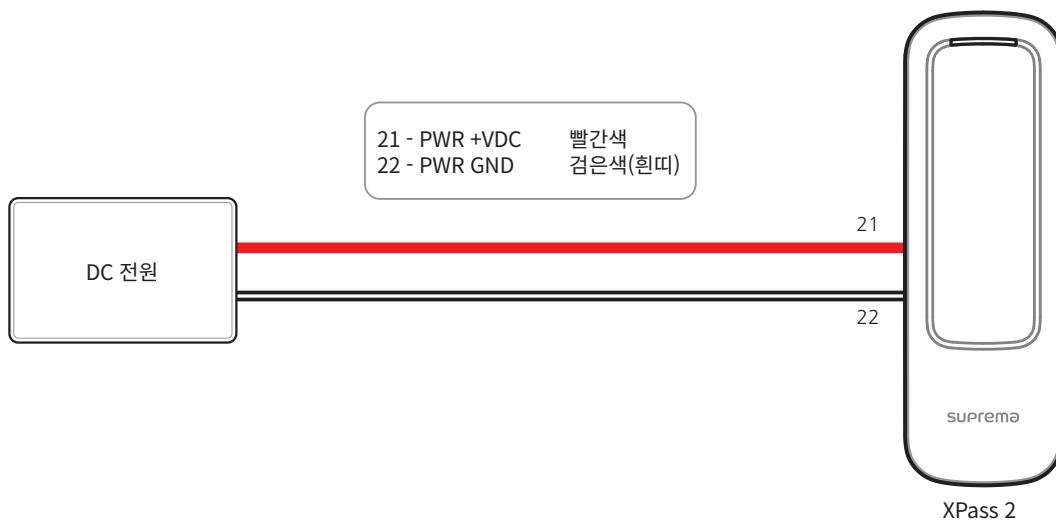 21 - PWR +VDC 빨간색
22 - PWR GND 검은색(흰띠)
21
DC 전원
22
suprema
XPass 2